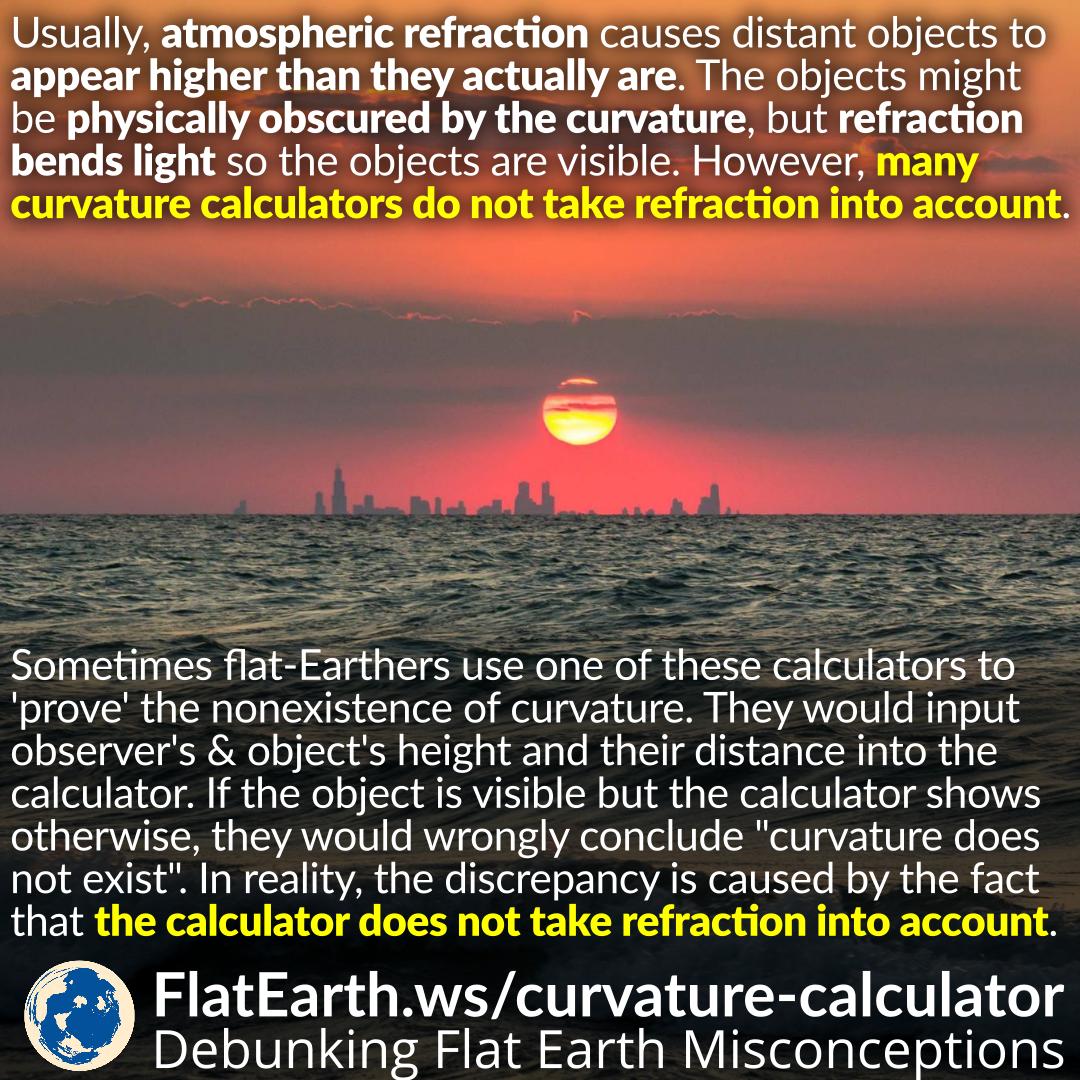 Usually, atmospheric refraction causes distant objects to
appear higher than they actually are. The objects might
be physically obscured by the curvature, but refraction
bends light so the objects are visible. However, many
curvature calculators do not take refraction into account.
Sometimes flat-Earthers use one of these calculators to
'prove' the nonexistence of curvature. They would input
observer's & object's height and their distance into the
calculator. If the object is visible but the calculator shows
otherwise, they would wrongly conclude "curvature does
not exist". In reality, the discrepancy is caused by the fact
that the calculator does not take refraction into account.
FlatEarth.ws/curvature-calculator
Debunking Flat Earth Misconceptions